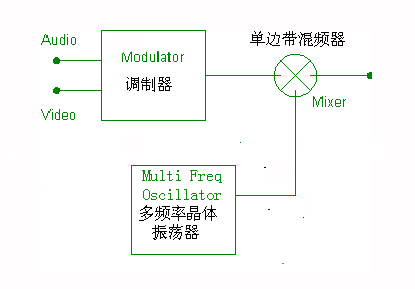 单边带混频器
Audio
Modulator
调制器
Video
Mixer
Multi Freq
Oscillator
多频率晶体
振荡器